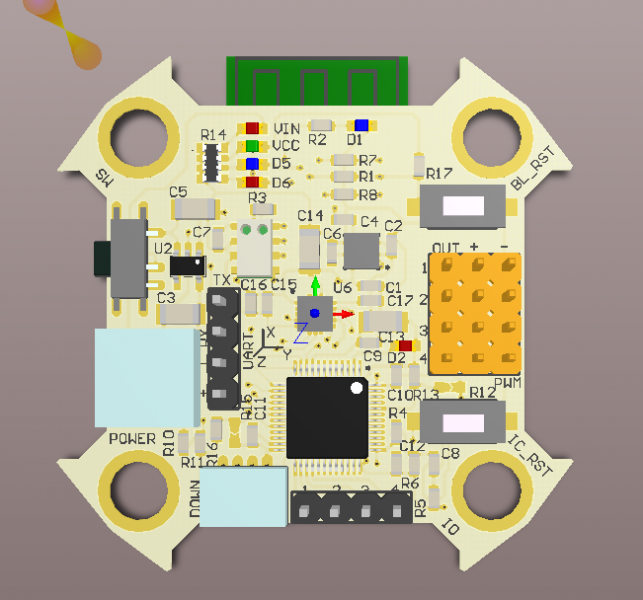 R14
VIN
VCC
D5
D6
R2
D1
R7
R1
R8
R17
BL_RST
SW
C5
R3
C14
C4
C2
C6
C7
U2
OUT + -
1
2
3
4
TX
C16
C15
U6
C1
C17
C3
RX
UART
X
Y
Z
Z
C13
C9
D2
PWM
C10
R13
R12
R15
C11
R4
POWER
R10
R11
R16
C12
C8
IC_RST
R6
R5
DOWN
1 2 3 4
IO